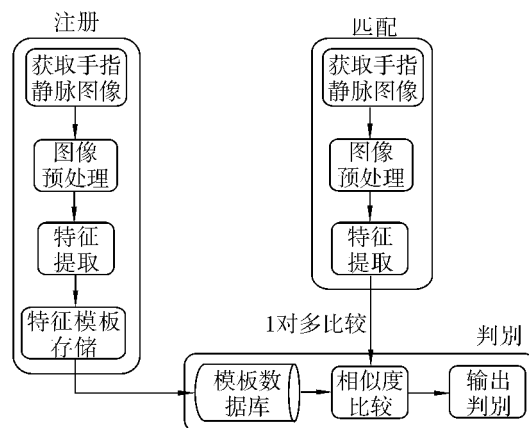 注册
获取手指
静脉图像
图像
预处理
特征
提取
特征模板
存储
匹配
获取手指
静脉图像
图像
预处理
特征
提取
1对多比较
判别
模板数
据库
相似度
比较
输出
判别